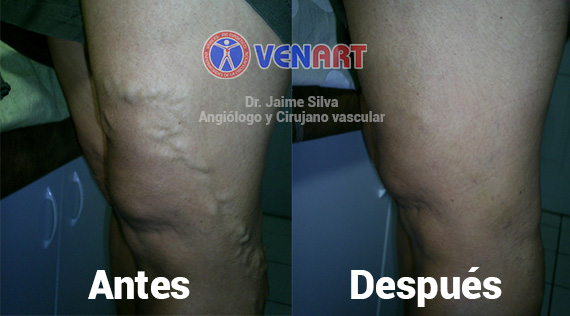 VENART
Dr. Jaime Silva
Angiólogo y Cirujano vascular
Antes
Después